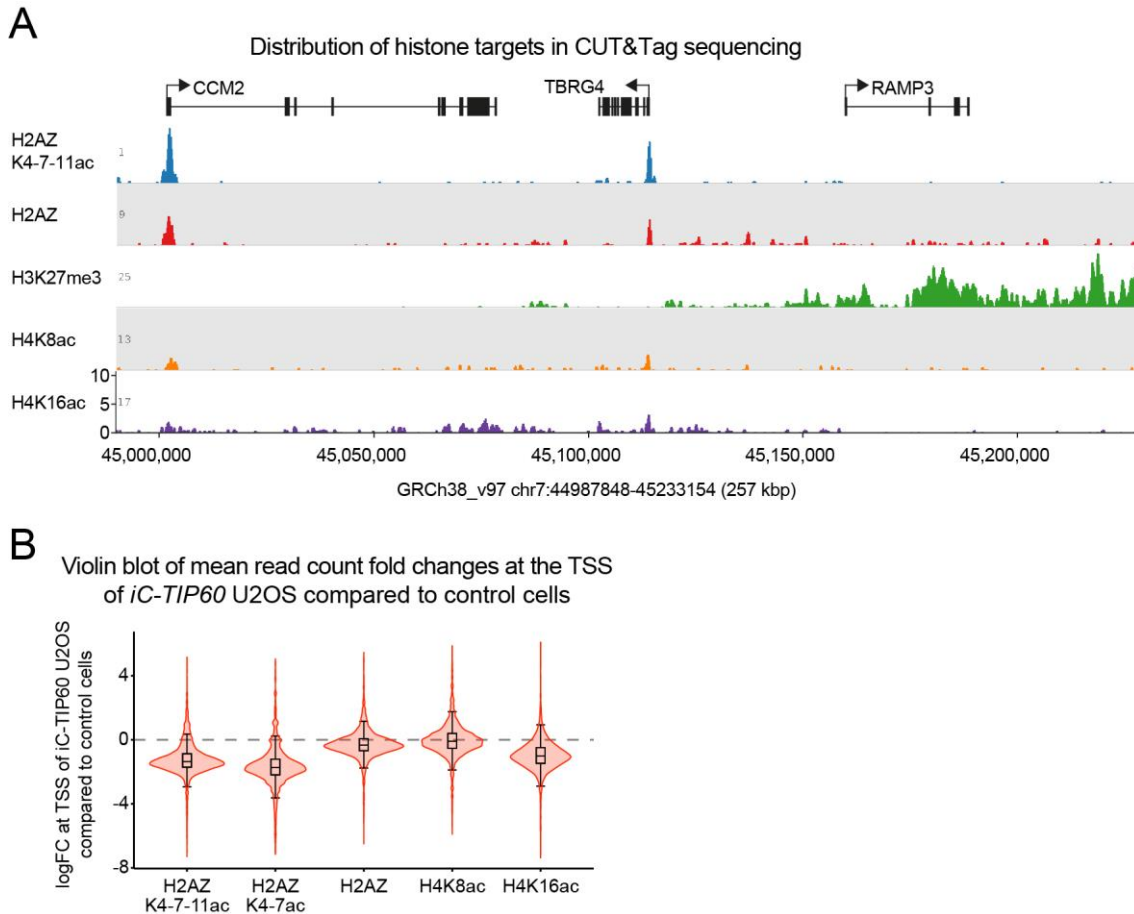 A
Distribution of histone targets in CUT&Tag sequencing
CCM2
TBRG4
RAMP3
H2AZ
K4-7-11ac
1
H2AZ
9
H3K27me3
25
H4K8ac
13
10
H4K16ac
5
17
0
45,000,000 45,050,000 45,100,000 45,150,000 45,200,000
GRCh38_v97 chr7:44987848-45233154 (257 kbp)
B
Violin blot of mean read count fold changes at the TSS
of iC-TIP60 U2OS compared to control cells
logFC at TSS of iC-TIP60 U2OS
compared to control cells
4
0
-4
-8
H2AZ H2AZ H2AZ H4K8ac H4K16ac
K4-7-11ac K4-7ac